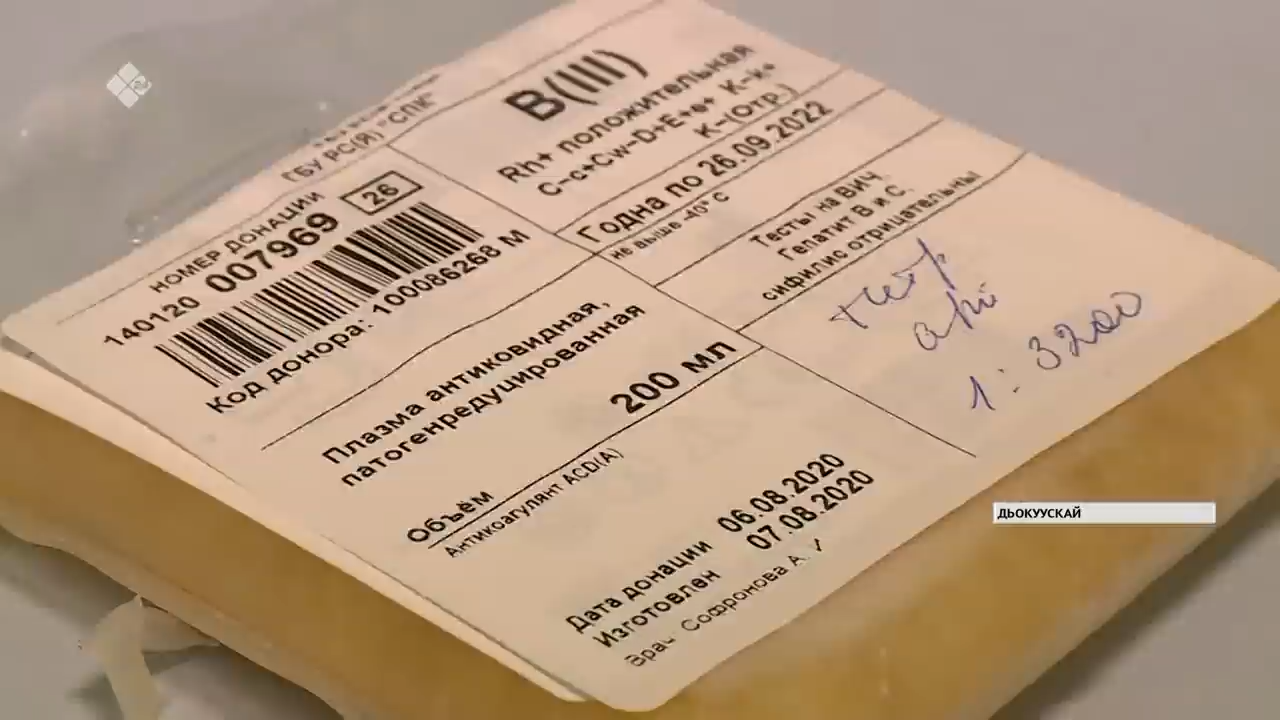 ГБУ РС(Я) "СПК"
НОМЕР ДОНАЦИИ
140120 007969 26
Код донора: 100086268 М
B(III)
Rh+ положительная
C-c+Cw-D+E+e+ K-k+
K-(Отр.)
Годна по 26.09.2022
не выше -40° С
Тесты на ВИЧ,
Гепатит В и С,
сифилис отрицательны
Плазма антиковидная,
патогенредуцированная
Объём 200 мл
Антикоагулянт ACD(A)
1:3200
Дата донации 06.08.2020
Изготовлен 07.08.2020
Врач Софронова А.
ДЬОКУУСКАЙ